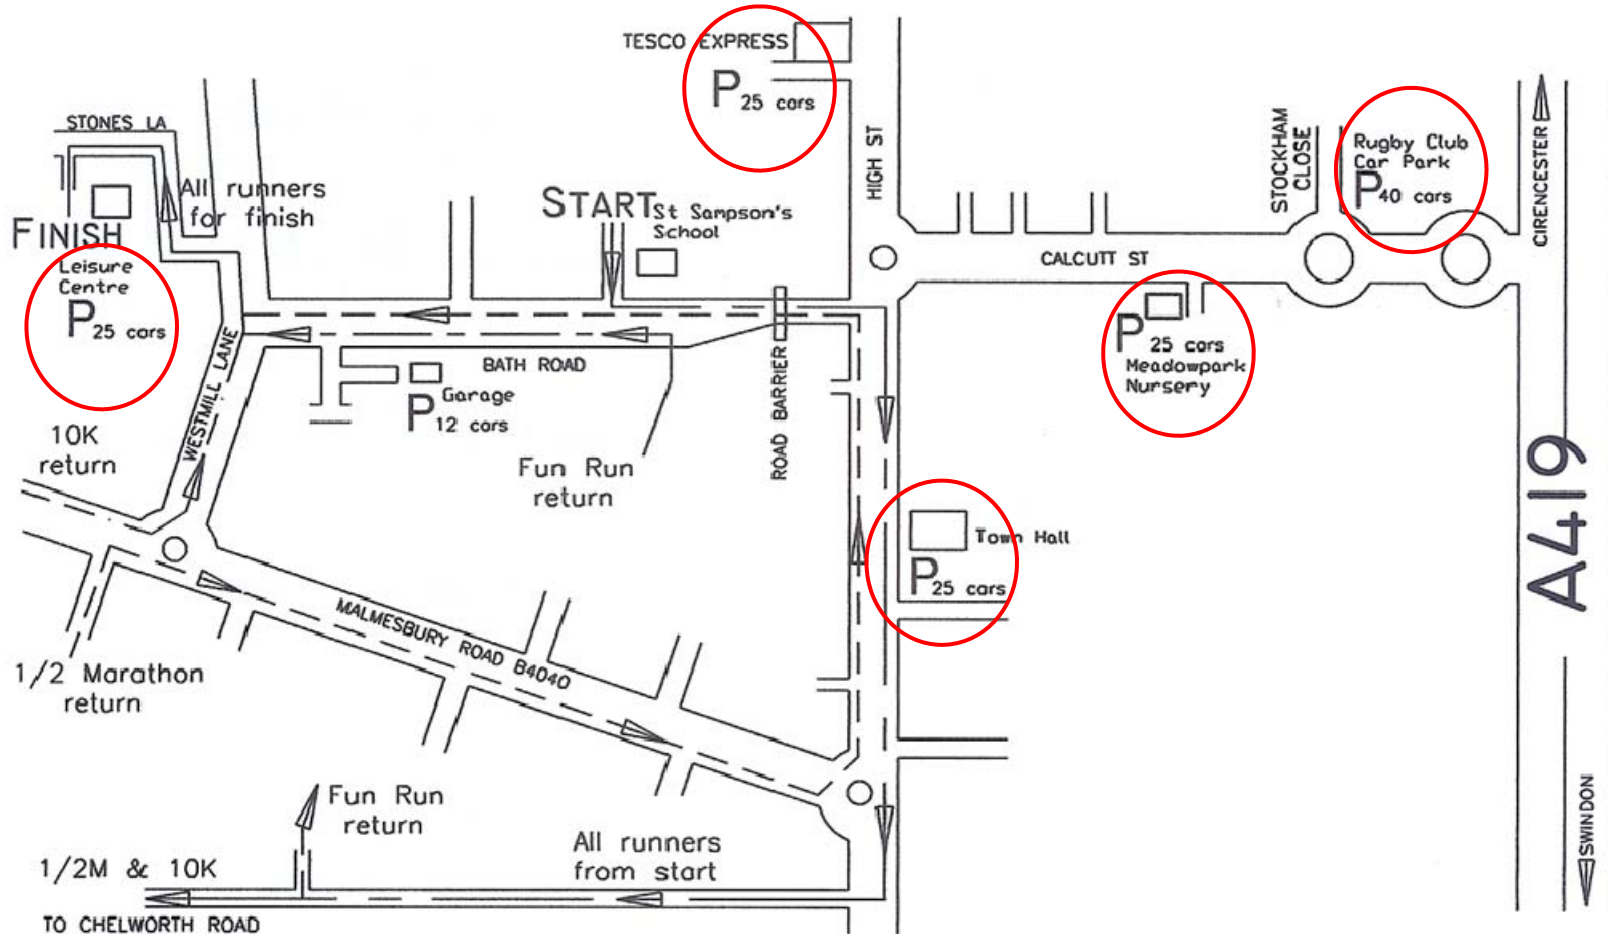 TESCO EXPRESS
P 25 cars
STONES LA
All runners
for finish
FINISH
Leisure
Centre
P 25 cars
START
St Sampson's
School
HIGH ST
STOCKHAM
CLOSE
Rugby Club
Car Park
P 40 cars
CIRENCESTER
CALCUTT ST
P 25 cars
Meadowpark
Nursery
WESTMILL LANE
BATH ROAD
Garage
P 12 cars
ROAD BARRIER
10K
return
Fun Run
return
Town Hall
P 25 cars
A419
MALMESBURY ROAD B4040
1/2 Marathon
return
Fun Run
return
All runners
from start
1/2M & 10K
TO CHELWORTH ROAD
SWINDON